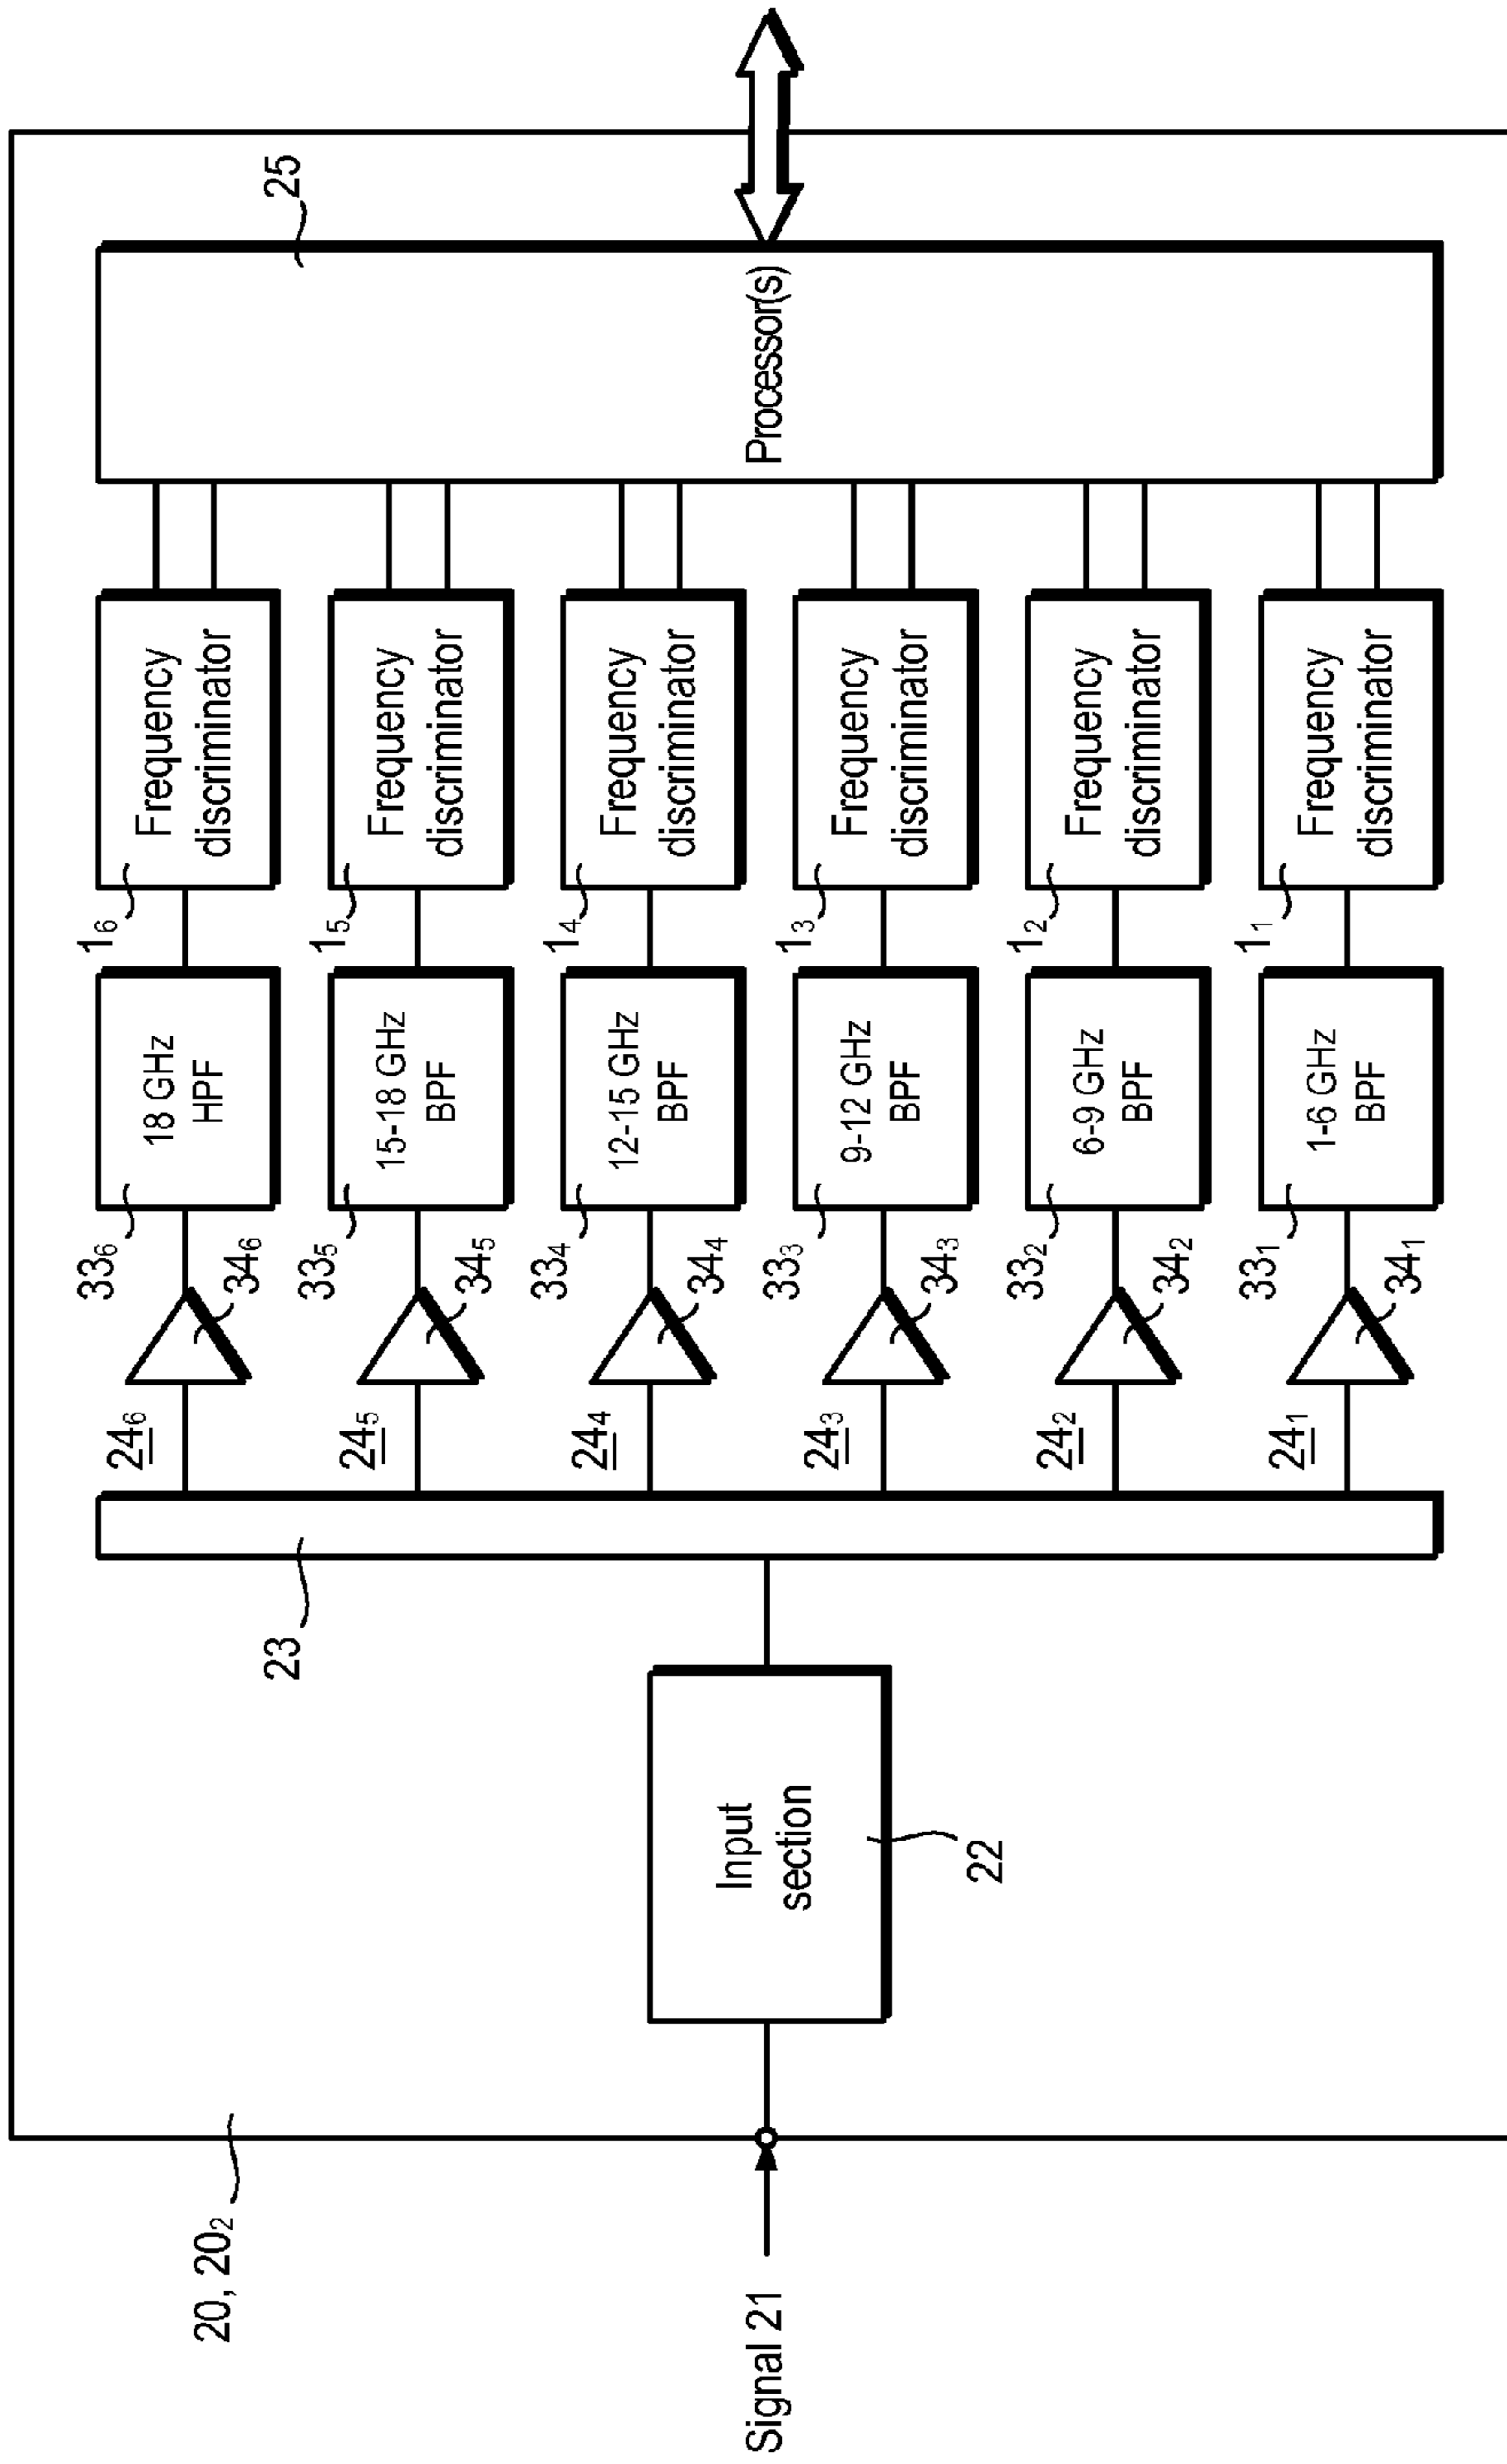 20, 20₂
Signal 21
Input
section
22
23
24₆
34₆
33₆
18 GHz
HPF
1₆
Frequency
discriminator
24₅
34₅
33₅
15-18 GHz
BPF
1₅
Frequency
discriminator
24₄
34₄
33₄
12-15 GHz
BPF
1₄
Frequency
discriminator
24₃
34₃
33₃
9-12 GHz
BPF
1₃
Frequency
discriminator
24₂
34₂
33₂
6-9 GHz
BPF
1₂
Frequency
discriminator
24₁
34₁
33₁
1-6 GHz
BPF
1₁
Frequency
discriminator
Processor(s)
25